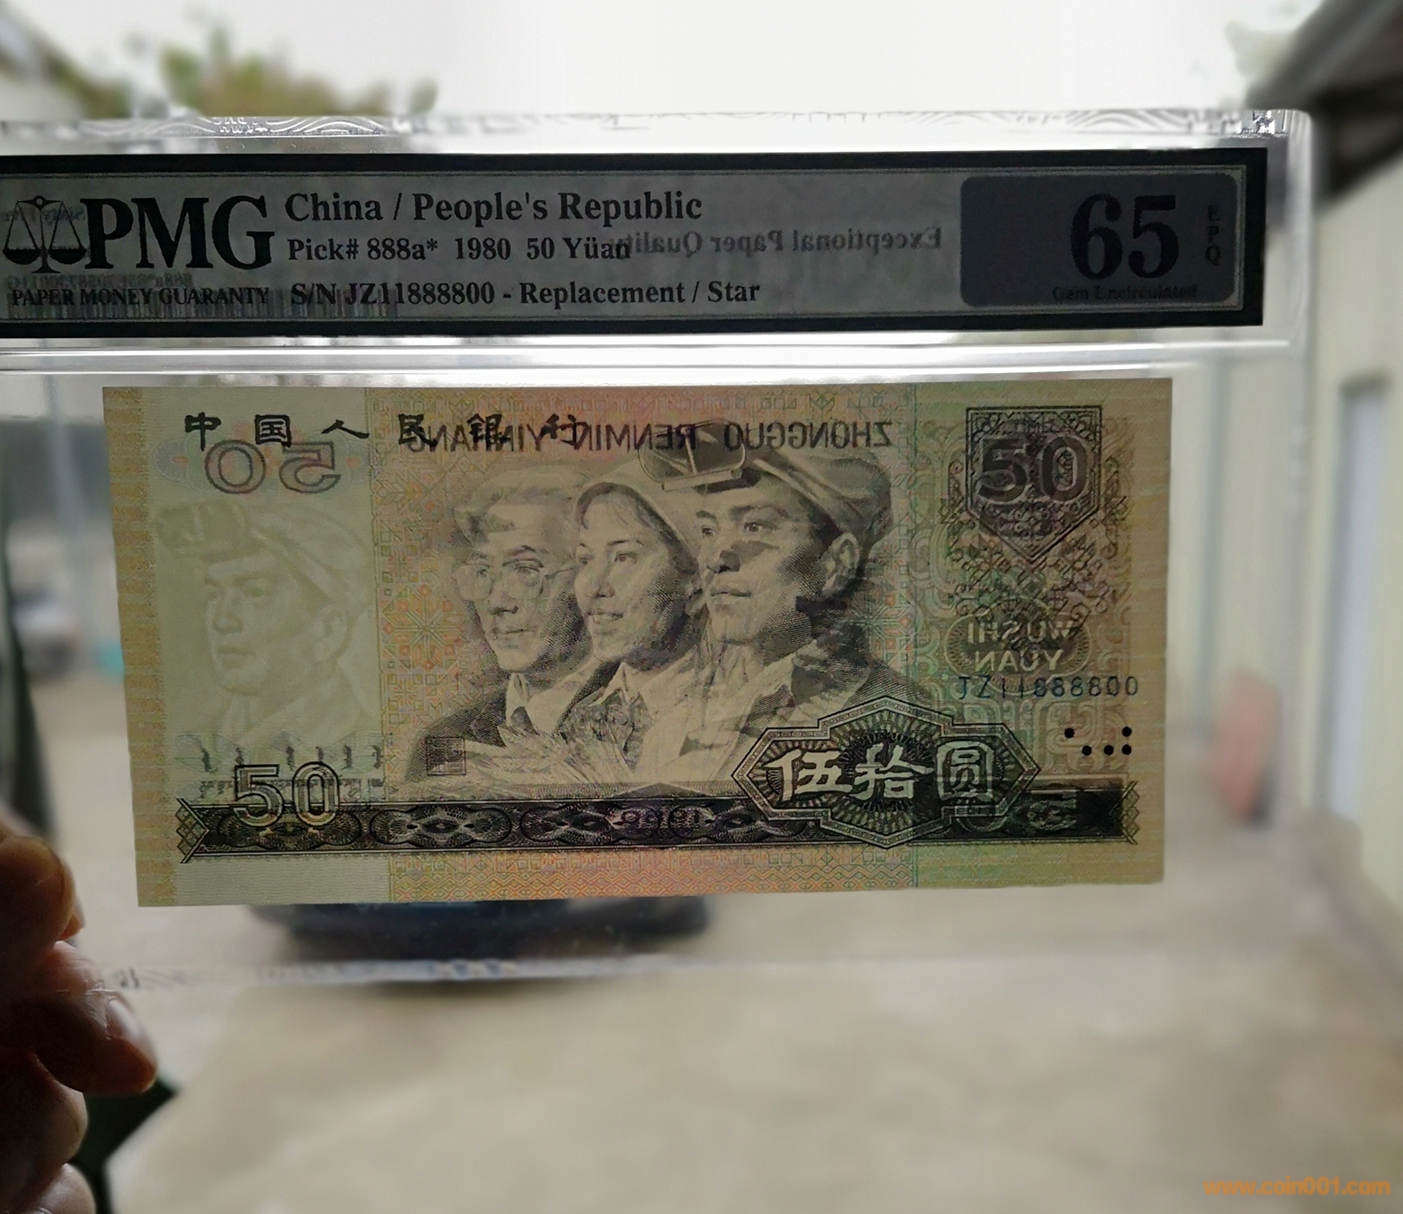 PMG
PAPER MONEY GUARANTY
China / People's Republic
Pick# 888a* 1980 50 Yüan
S/N JZ11888800 - Replacement / Star
Exceptional Paper Quality
65
EPQ
Gem Uncirculated
中国人民银行
ZHONGGUO RENMIN YINHANG
50
50
WUSHI
YUAN
JZ11888800
伍拾圆
50
1980
www.coin001.com